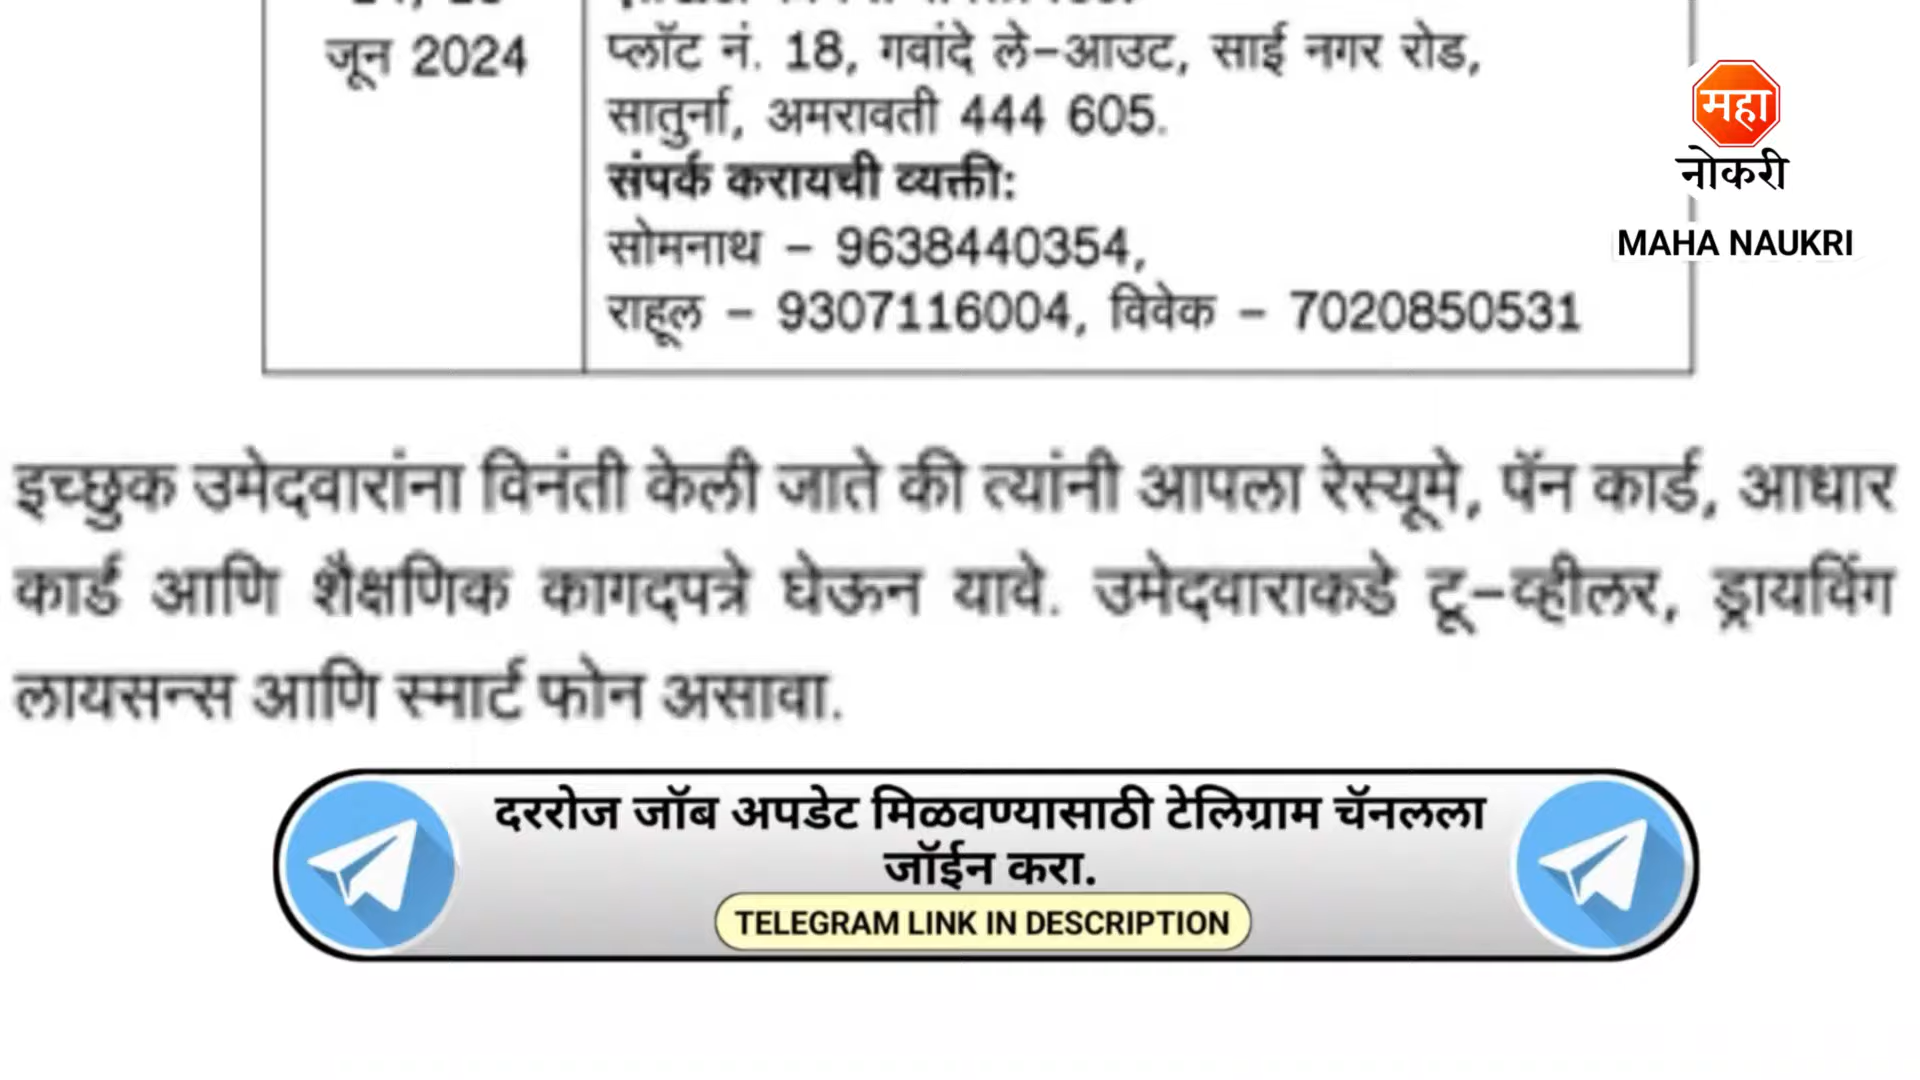 जून 2024
प्लॉट नं. 18, गवांदे ले-आउट, साई नगर रोड,
सातुर्ना, अमरावती 444 605.
संपर्क करायची व्यक्ती:
सोमनाथ - 9638440354,
राहूल - 9307116004, विवेक - 7020850531
महा
नोकरी
MAHA NAUKRI
इच्छुक उमेदवारांना विनंती केली जाते की त्यांनी आपला रेस्यूमे, पॅन कार्ड, आधार
कार्ड आणि शैक्षणिक कागदपत्रे घेऊन यावे. उमेदवाराकडे टू-व्हीलर, ड्रायविंग
लायसन्स आणि स्मार्ट फोन असावा.
दररोज जॉब अपडेट मिळवण्यासाठी टेलिग्राम चॅनलला
जॉईन करा.
TELEGRAM LINK IN DESCRIPTION